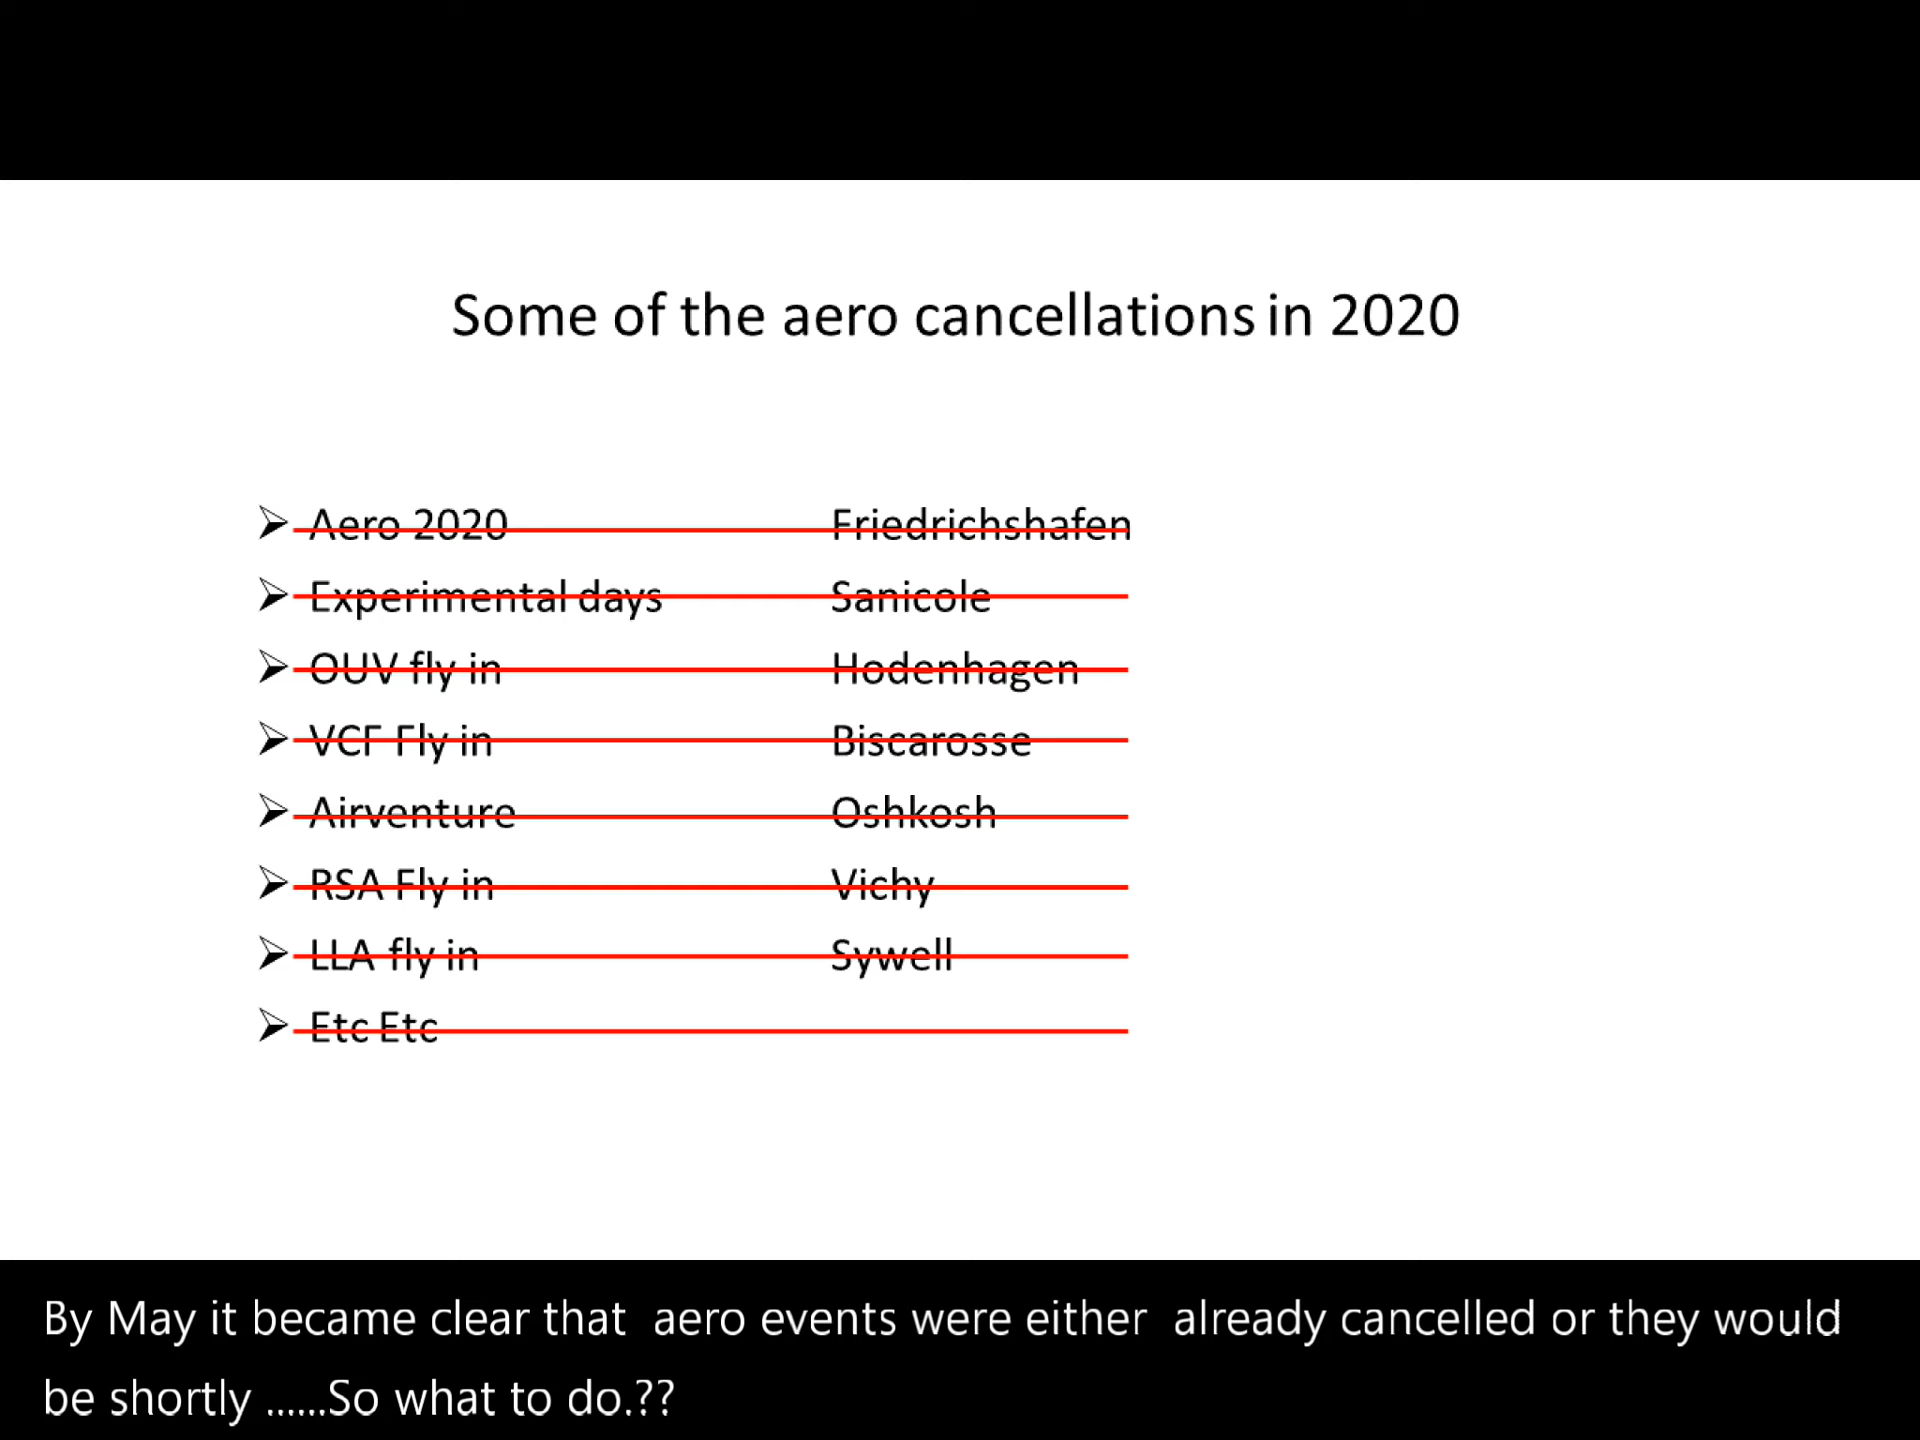 Some of the aero cancellations in 2020
Aero 2020 Friedrichshafen
Experimental days Sanicole
OUV fly in Hodenhagen
VCF Fly in Biscarosse
Airventure Oshkosh
RSA Fly in Vichy
LLA fly in Sywell
Etc Etc
By May it became clear that aero events were either already cancelled or they would
be shortly ......So what to do.??